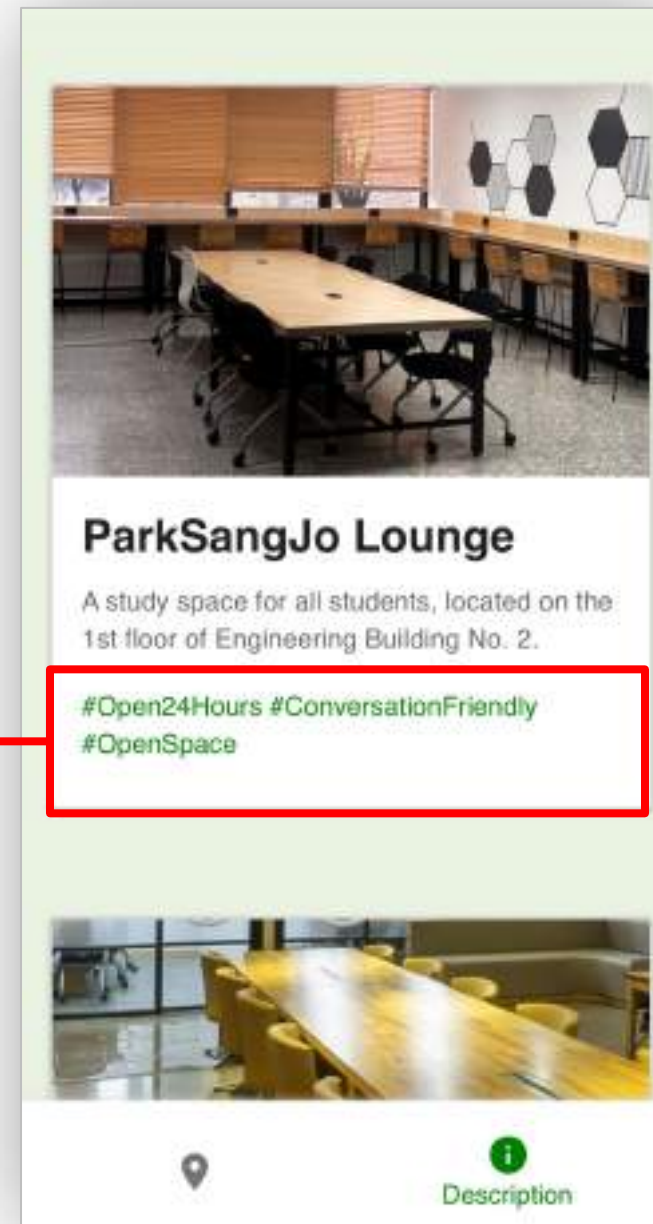 ParkSangJo Lounge
A study space for all students, located on the
1st floor of Engineering Building No. 2.
#Open24Hours #ConversationFriendly
#OpenSpace
Description